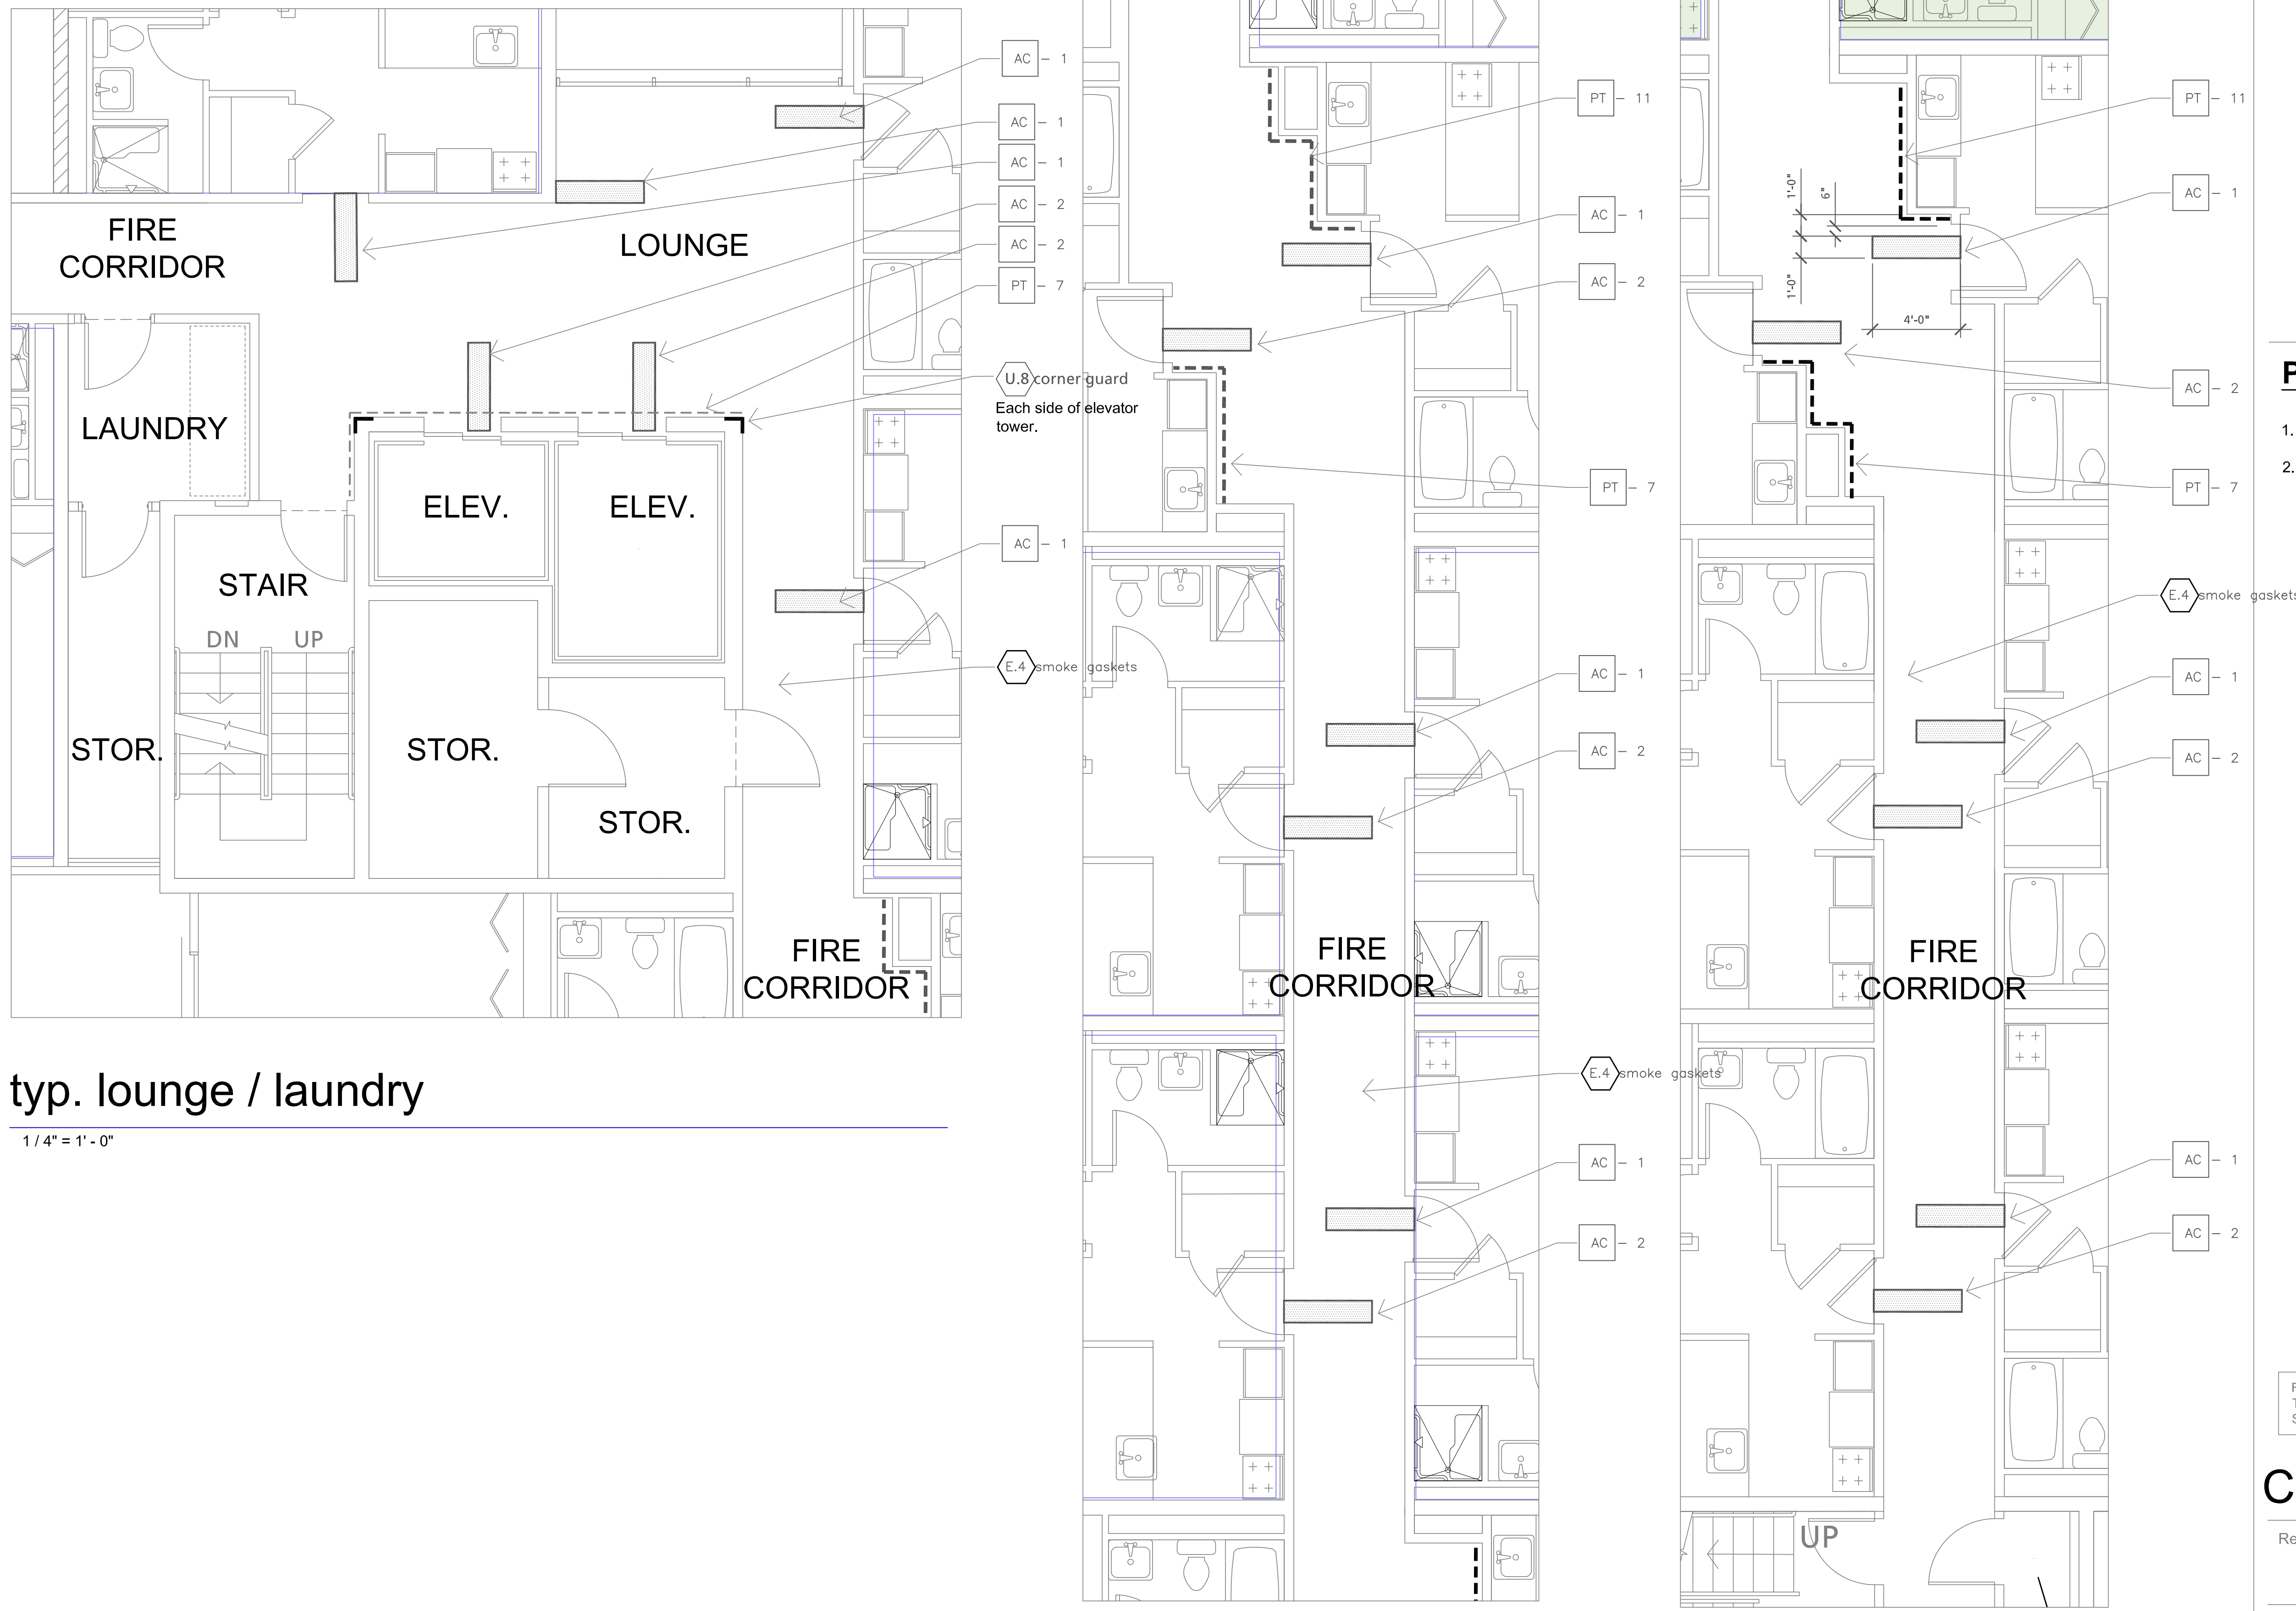 AC - 1
AC - 1
AC - 1
AC - 2
AC - 2
PT - 7
U.8 corner guard
Each side of elevator
tower.
AC - 1
E.4 smoke gaskets
FIRE
CORRIDOR
LOUNGE
LAUNDRY
ELEV.
ELEV.
STAIR
DN
UP
STOR.
STOR.
STOR.
FIRE
CORRIDOR
typ. lounge / laundry
1 / 4" = 1' - 0"
PT - 11
AC - 1
AC - 2
PT - 7
AC - 1
AC - 2
FIRE
CORRIDOR
E.4 smoke gaskets
AC - 1
AC - 2
PT - 11
1'-0"
6"
AC - 1
1'-0"
4'-0"
AC - 2
PT - 7
E.4 smoke gaskets
AC - 1
AC - 2
FIRE
CORRIDOR
AC - 1
AC - 2
UP
1.
2.
C
Re